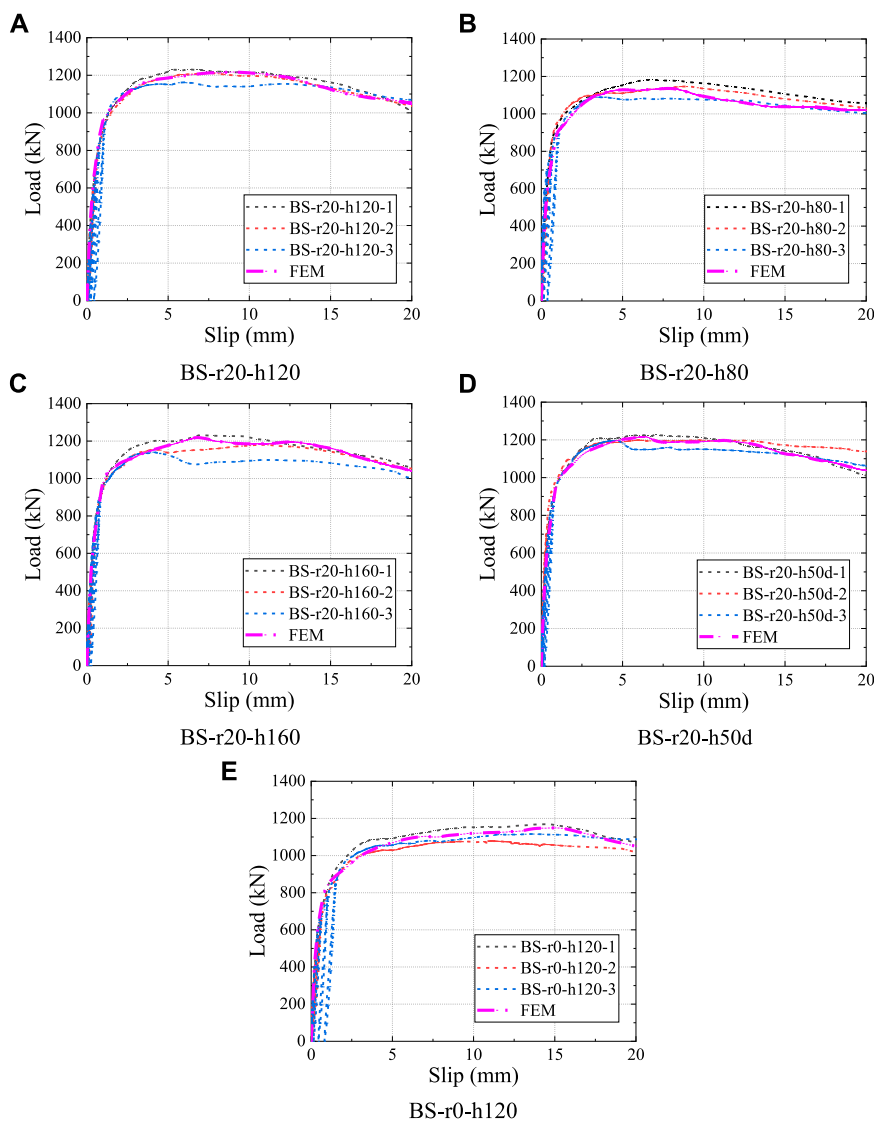 A
1400
1200
1000
800
600
400
200
0
Load (kN)
BS-r20-h120-1
BS-r20-h120-2
BS-r20-h120-3
FEM
0 5 10 15 20
Slip (mm)
BS-r20-h120
B
1400
1200
1000
800
600
400
200
0
Load (kN)
BS-r20-h80-1
BS-r20-h80-2
BS-r20-h80-3
FEM
0 5 10 15 20
Slip (mm)
BS-r20-h80
C
1400
1200
1000
800
600
400
200
0
Load (kN)
BS-r20-h160-1
BS-r20-h160-2
BS-r20-h160-3
FEM
0 5 10 15 20
Slip (mm)
BS-r20-h160
D
1400
1200
1000
800
600
400
200
0
Load (kN)
BS-r20-h50d-1
BS-r20-h50d-2
BS-r20-h50d-3
FEM
0 5 10 15 20
Slip (mm)
BS-r20-h50d
E
1400
1200
1000
800
600
400
200
0
Load (kN)
BS-r0-h120-1
BS-r0-h120-2
BS-r0-h120-3
FEM
0 5 10 15 20
Slip (mm)
BS-r0-h120